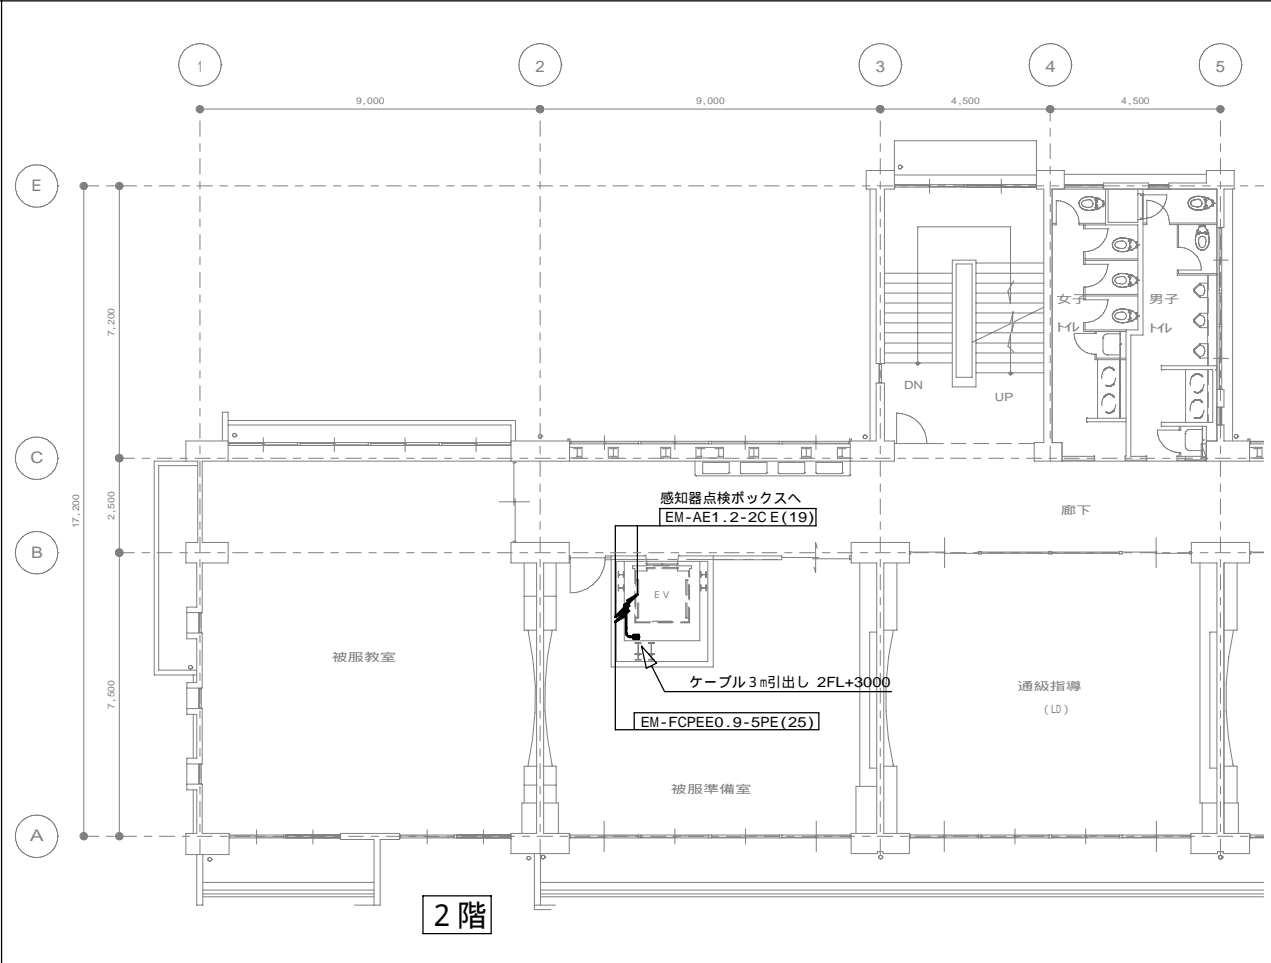 1
2
3
4
5
9,000
9,000
4,500
4,500
E
C
B
A
7,200
17,200
2,500
7,500
女子
トイレ
男子
トイレ
DN
UP
感知器点検ボックスへ
EM-AE1.2-2CE(19)
廊下
EV
被服教室
ケーブル3m引出し 2FL+3000
通級指導
(LD)
EM-FCPEE0.9-5PE(25)
被服準備室
2階